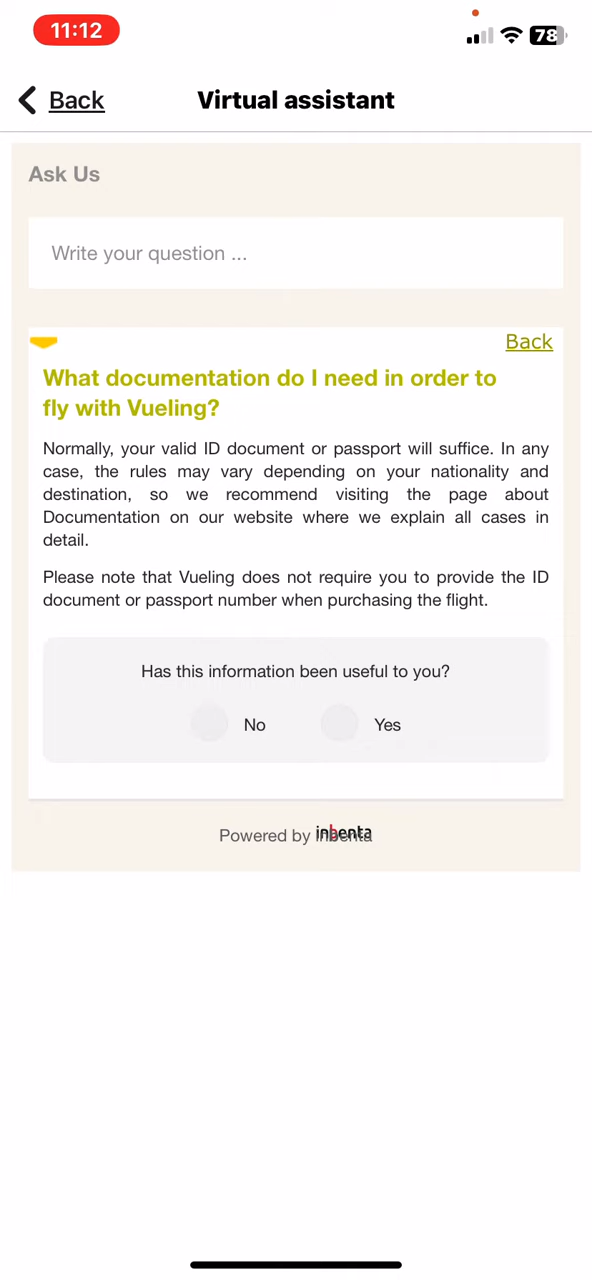 11:12
78
Back
Virtual assistant
Ask Us
Write your question ...
Back
What documentation do I need in order to
fly with Vueling?
Normally, your valid ID document or passport will suffice. In any
case, the rules may vary depending on your nationality and
destination, so we recommend visiting the page about
Documentation on our website where we explain all cases in
detail.
Please note that Vueling does not require you to provide the ID
document or passport number when purchasing the flight.
Has this information been useful to you?
No
Yes
Powered by inbenta